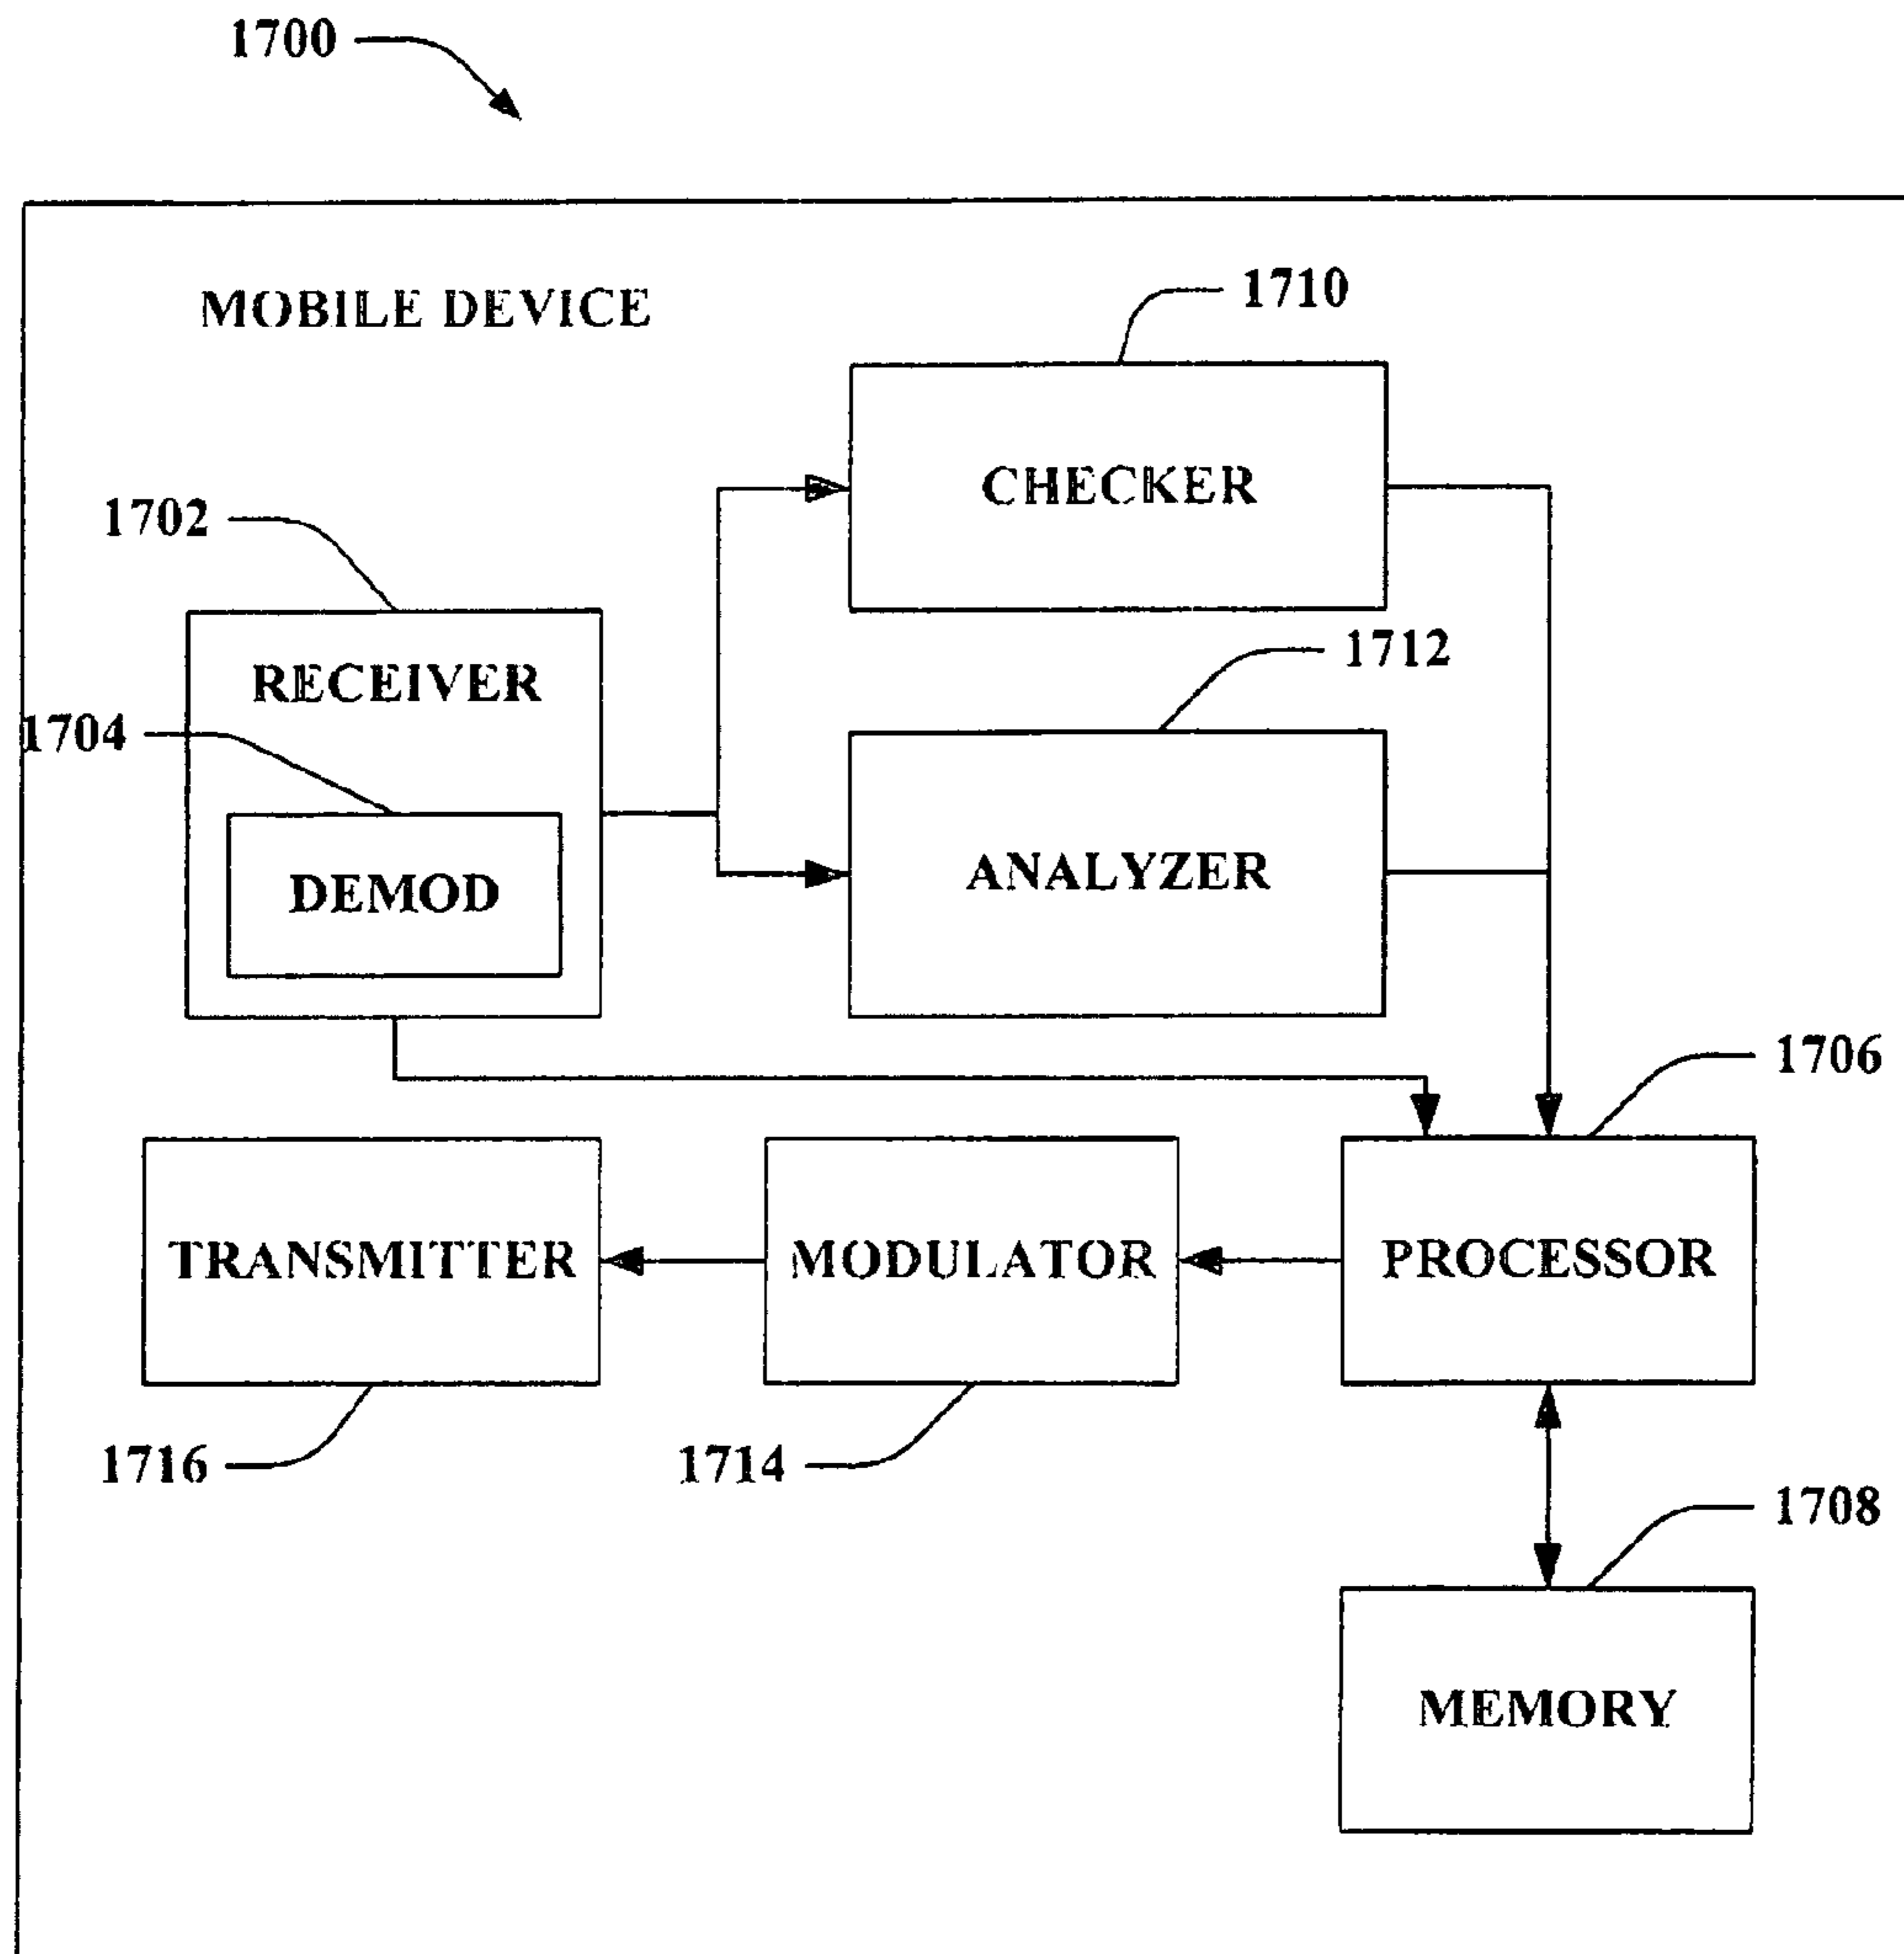 1700
MOBILE DEVICE
1710
CHECKER
1702
RECEIVER
1712
1704
DEMOD
ANALYZER
1706
TRANSMITTER
MODULATOR
PROCESSOR
1716
1714
1708
MEMORY